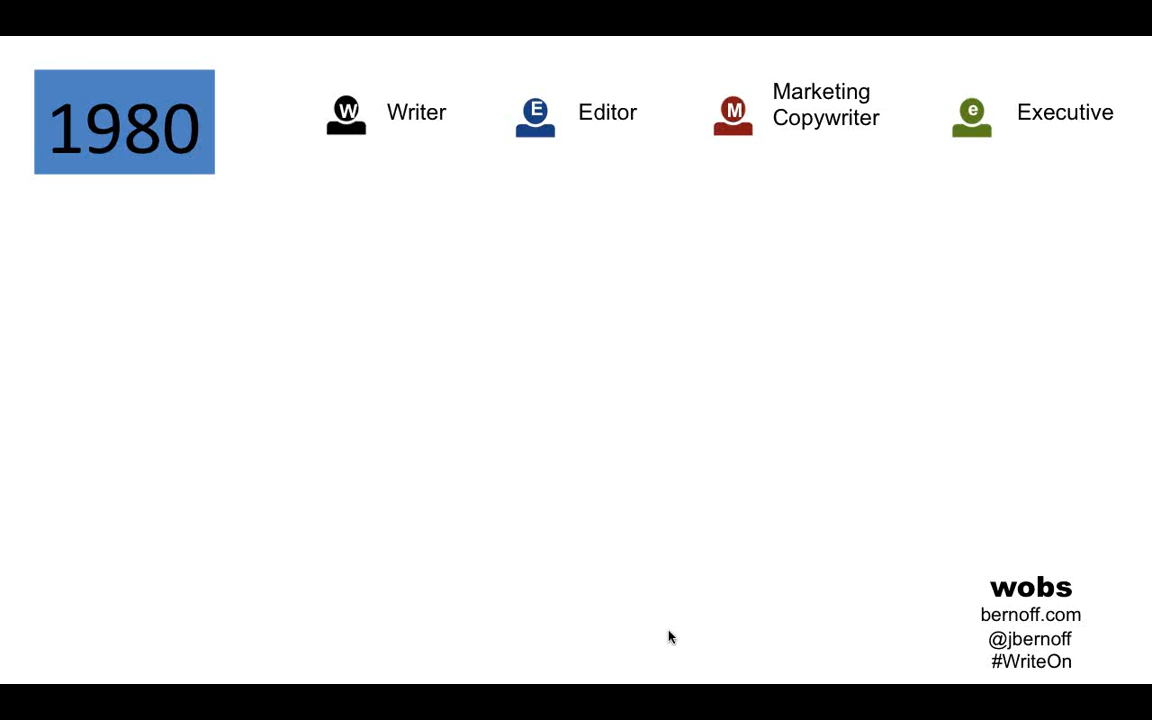 1980
W Writer
E Editor
M Marketing
Copywriter
e Executive
wobs
bernoff.com
@jbernoff
#WriteOn